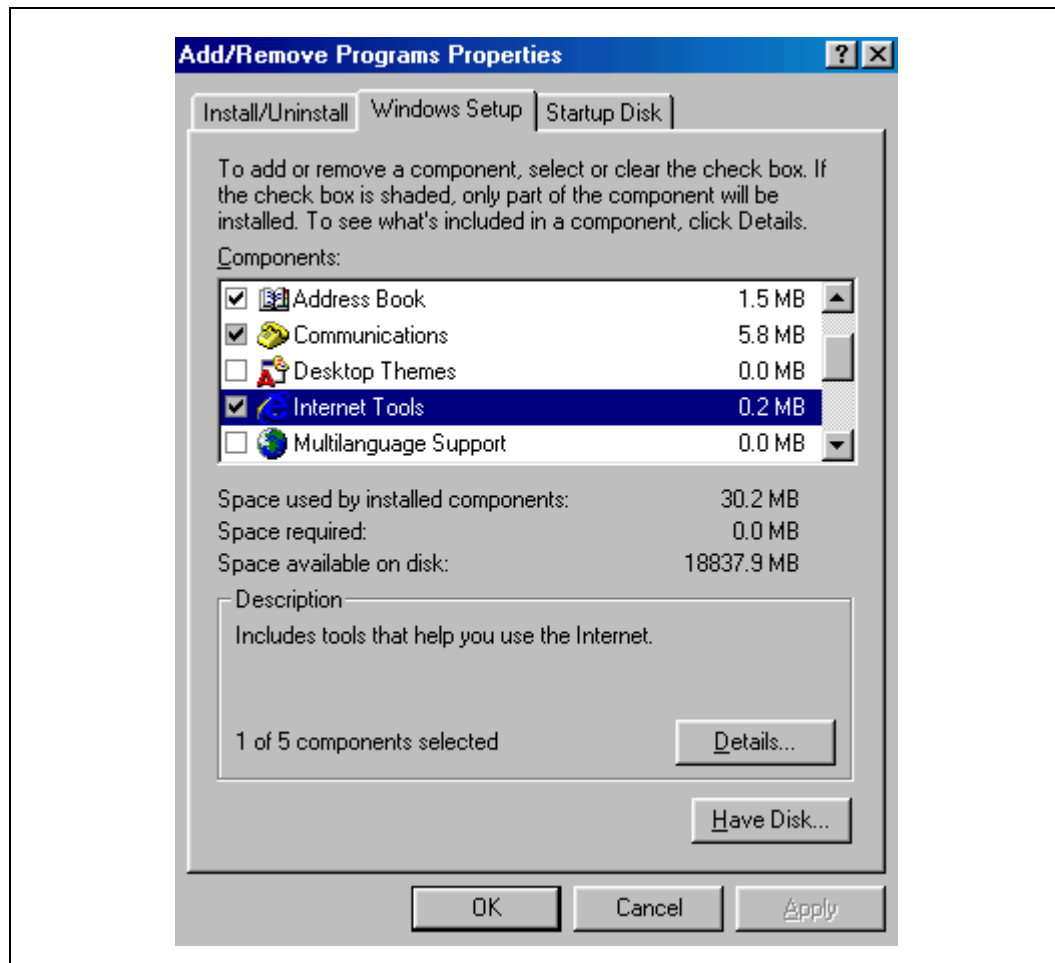 Add/Remove Programs Properties
Install/Uninstall Windows Setup Startup Disk
To add or remove a component, select or clear the check box. If
the check box is shaded, only part of the component will be
installed. To see what's included in a component, click Details.
Components:
Address Book 1.5 MB
Communications 5.8 MB
Desktop Themes 0.0 MB
Internet Tools 0.2 MB
Multilanguage Support 0.0 MB
Space used by installed components: 30.2 MB
Space required: 0.0 MB
Space available on disk: 18837.9 MB
Description
Includes tools that help you use the Internet.
1 of 5 components selected
Details...
Have Disk...
OK Cancel Apply